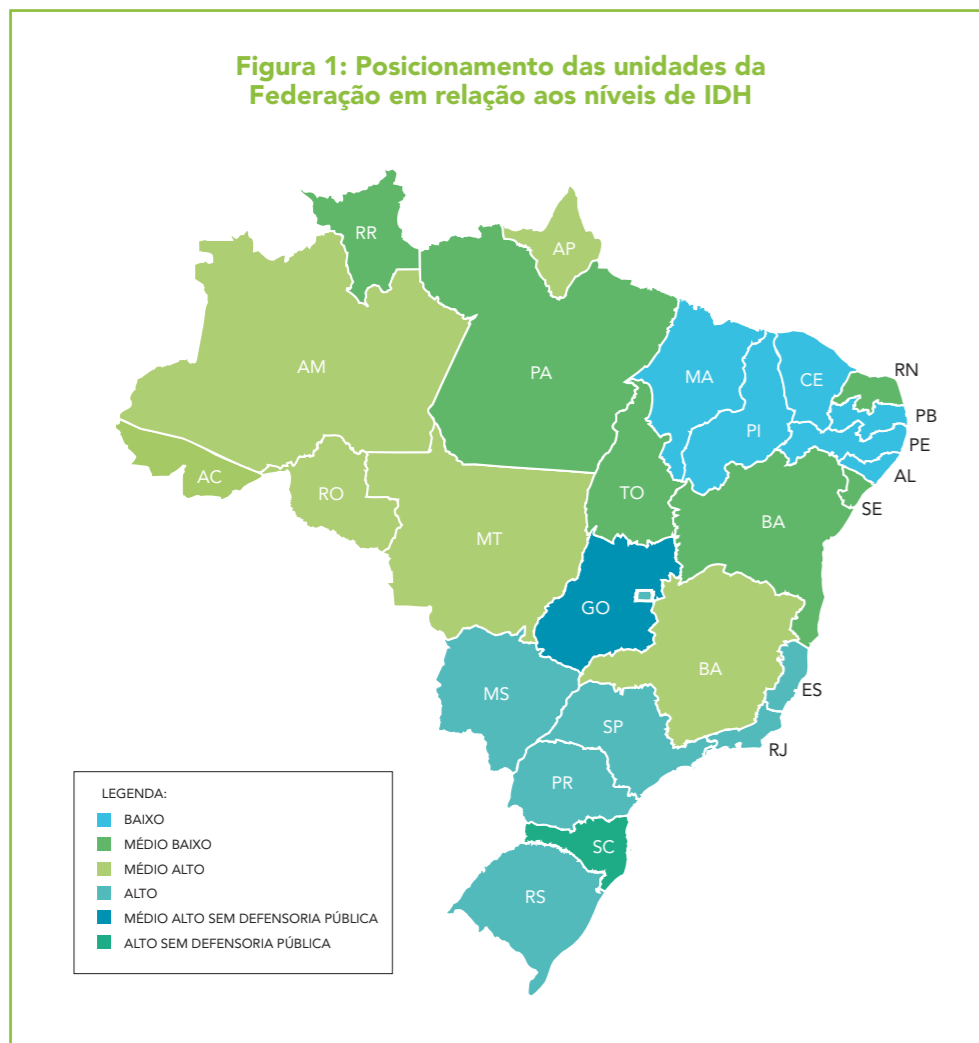 Figura 1: Posicionamento das unidades da
Federação em relação aos níveis de IDH
RR
AP
AM
PA
MA
CE
RN
PI
PB
PE
AL
AC
RO
TO
SE
MT
BA
GO
BA
ES
MS
SP
RJ
PR
SC
RS
LEGENDA:
BAIXO
MÉDIO BAIXO
MÉDIO ALTO
ALTO
MÉDIO ALTO SEM DEFENSORIA PÚBLICA
ALTO SEM DEFENSORIA PÚBLICA